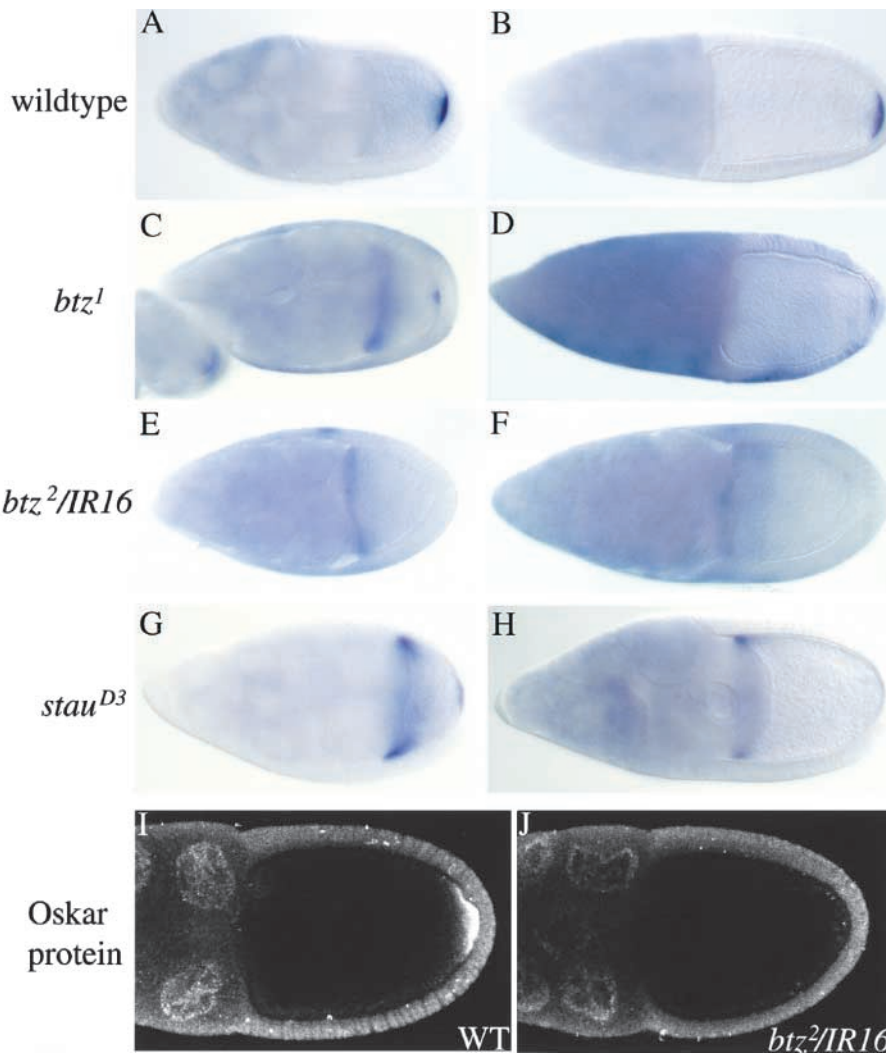 A
B
wildtype
C
D
btz¹
E
F
btz²/IR16
G
H
stauᴰ³
I
J
Oskar
protein
WT
btz²/IR16